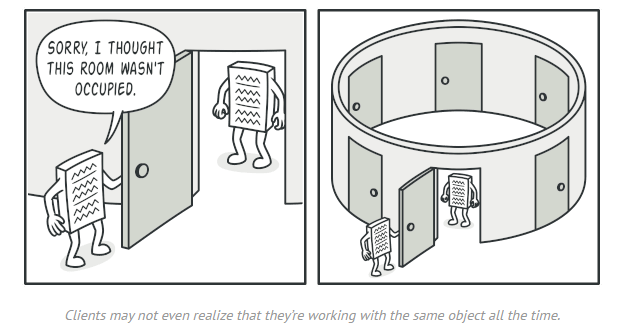 SORRY, I THOUGHT
THIS ROOM WASN'T
OCCUPIED.
Clients may not even realize that they're working with the same object all the time.